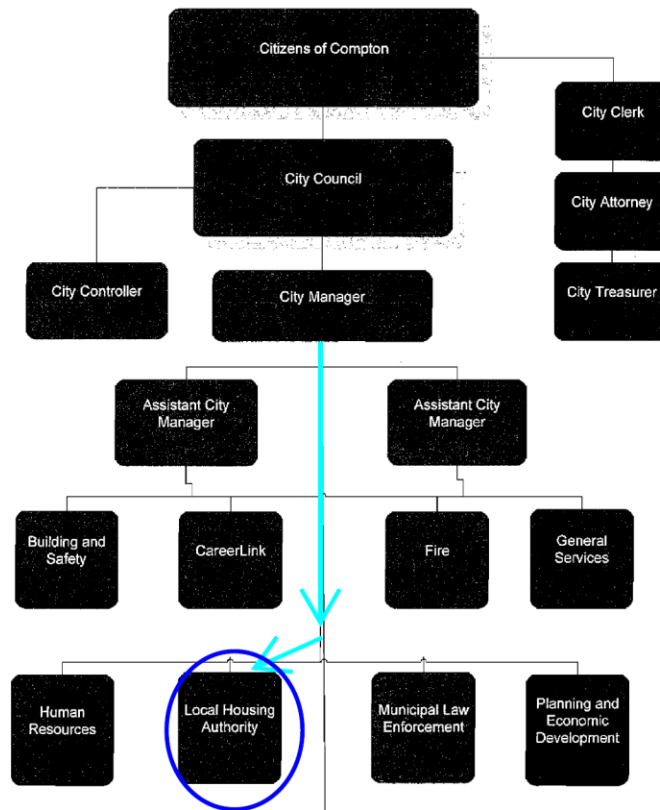 Citizens of Compton
City Clerk
City Council
City Attorney
City Controller
City Manager
City Treasurer
Assistant City
Manager
Assistant City
Manager
Building and
Safety
CareerLink
Fire
General
Services
Human
Resources
Local Housing
Authority
Municipal Law
Enforcement
Planning and
Economic
Development